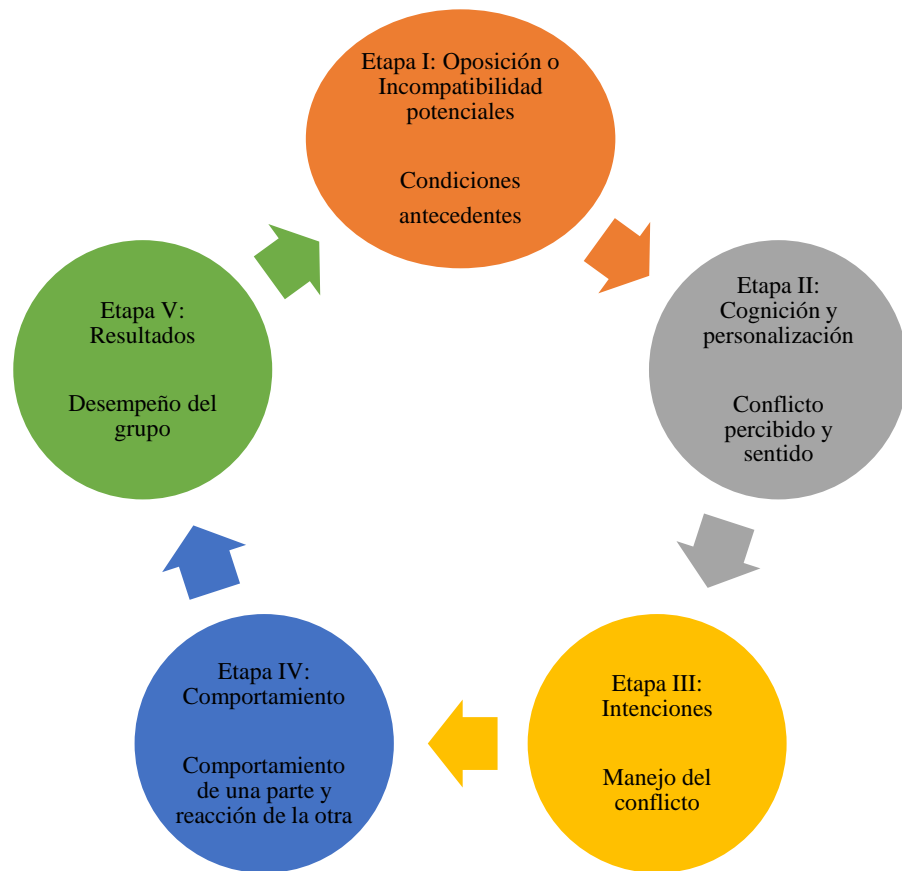 Etapa I: Oposición o
Incompatibilidad
potenciales
Condiciones
antecedentes
Etapa II:
Cognición y
personalización
Conflicto
percibido y
sentido
Etapa III:
Intenciones
Manejo del
conflicto
Etapa IV:
Comportamiento
Comportamiento
de una parte y
reacción de la otra
Etapa V:
Resultados
Desempeño del
grupo